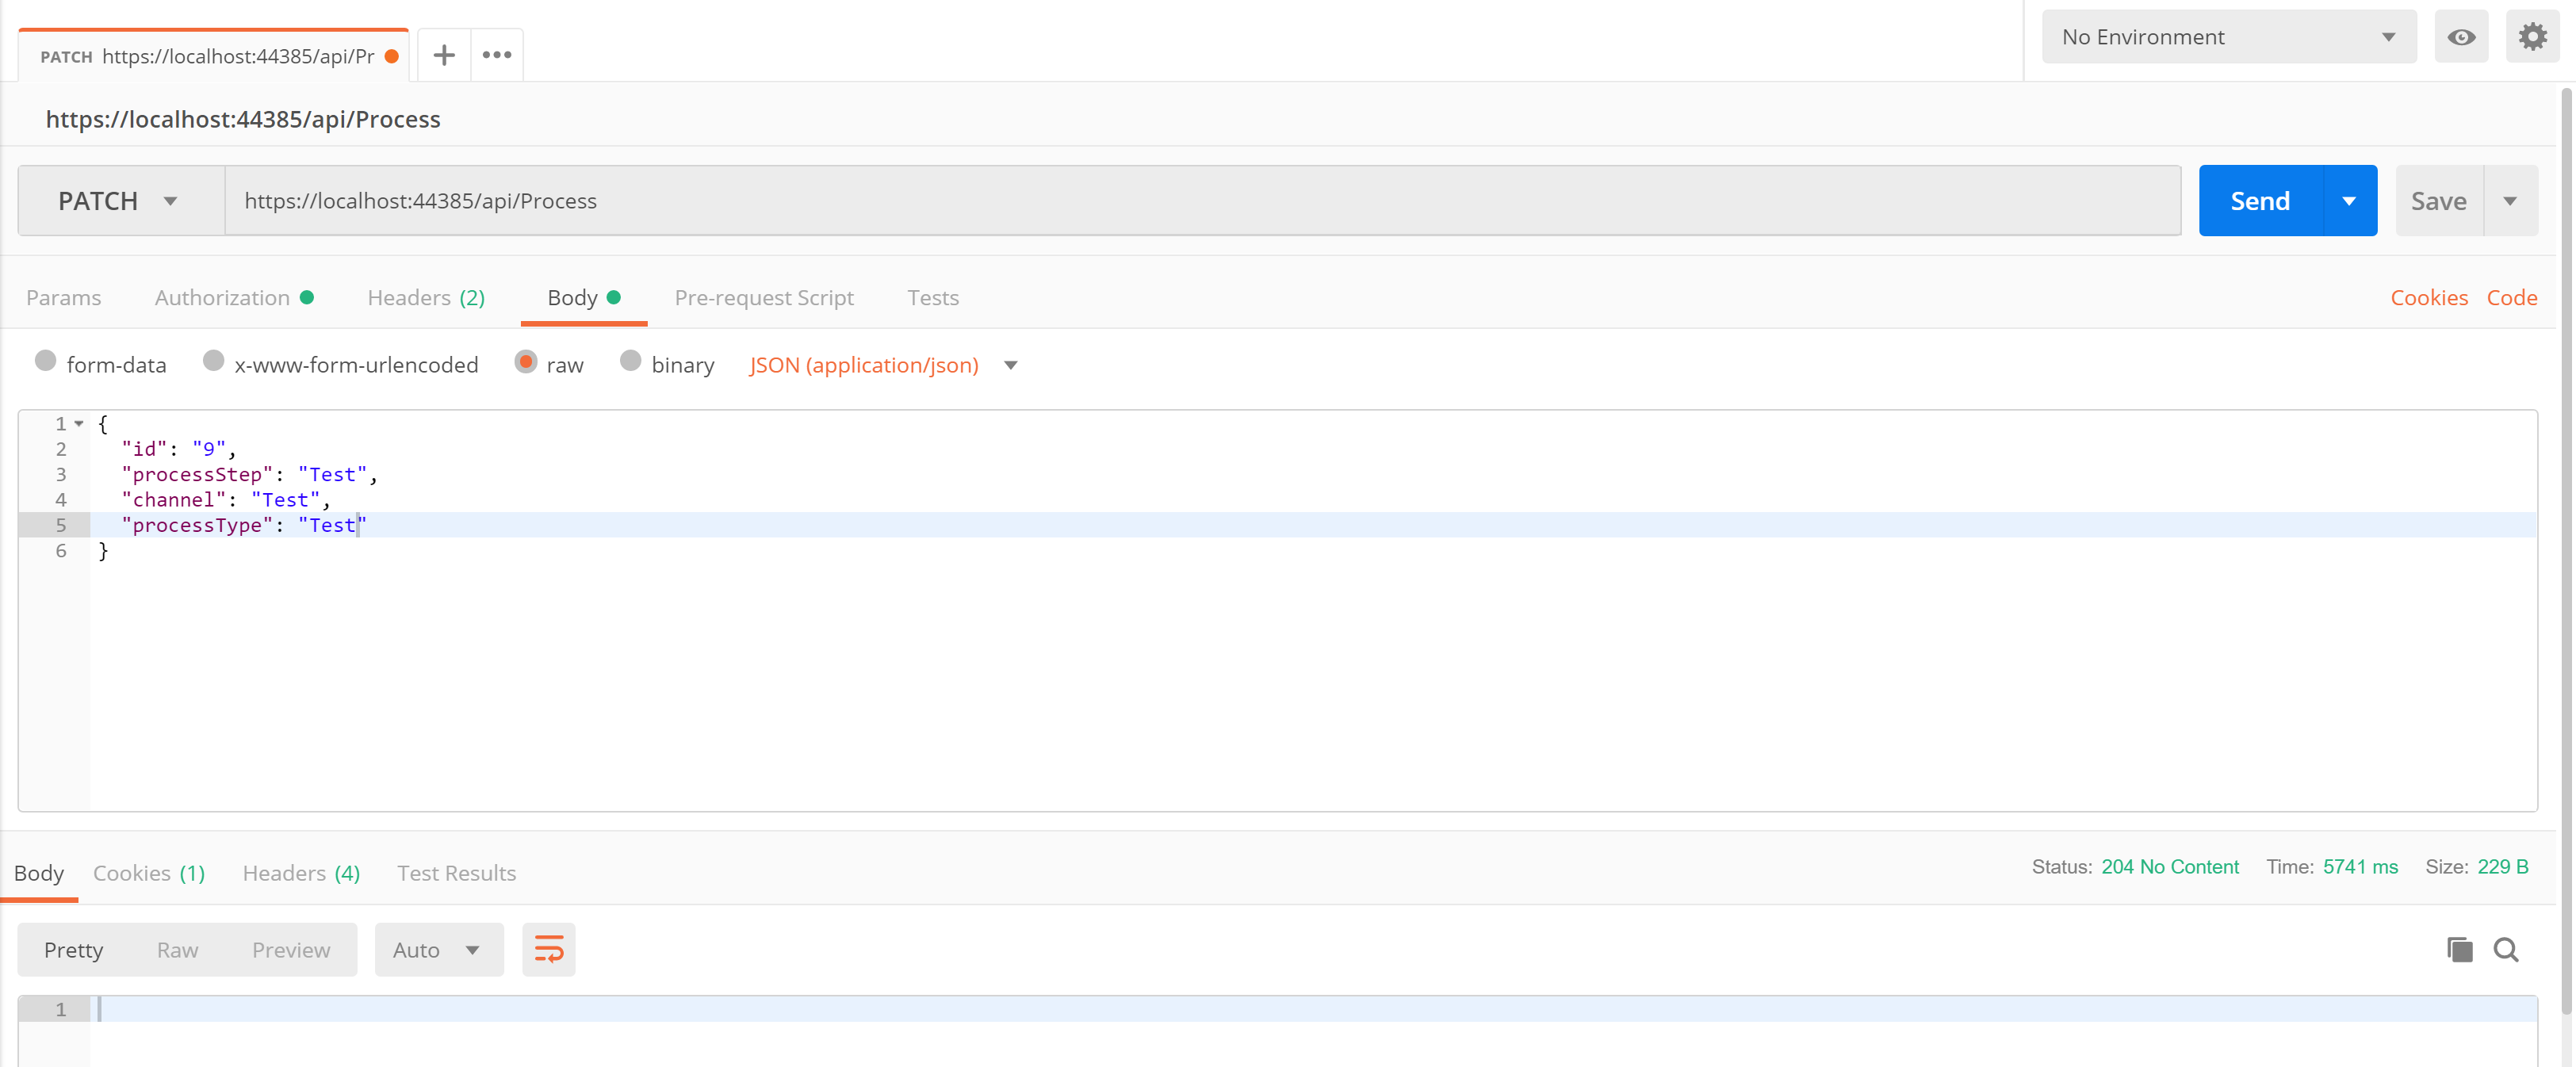 PATCH https://localhost:44385/api/Pr
No Environment
https://localhost:44385/api/Process
PATCH https://localhost:44385/api/Process Send Save
Params Authorization Headers (2) Body Pre-request Script Tests Cookies Code
form-data x-www-form-urlencoded raw binary JSON (application/json)
1 {
2 "id": "9",
3 "processStep": "Test",
4 "channel": "Test",
5 "processType": "Test"
6 }
Body Cookies (1) Headers (4) Test Results Status: 204 No Content Time: 5741 ms Size: 229 B
Pretty Raw Preview Auto
1